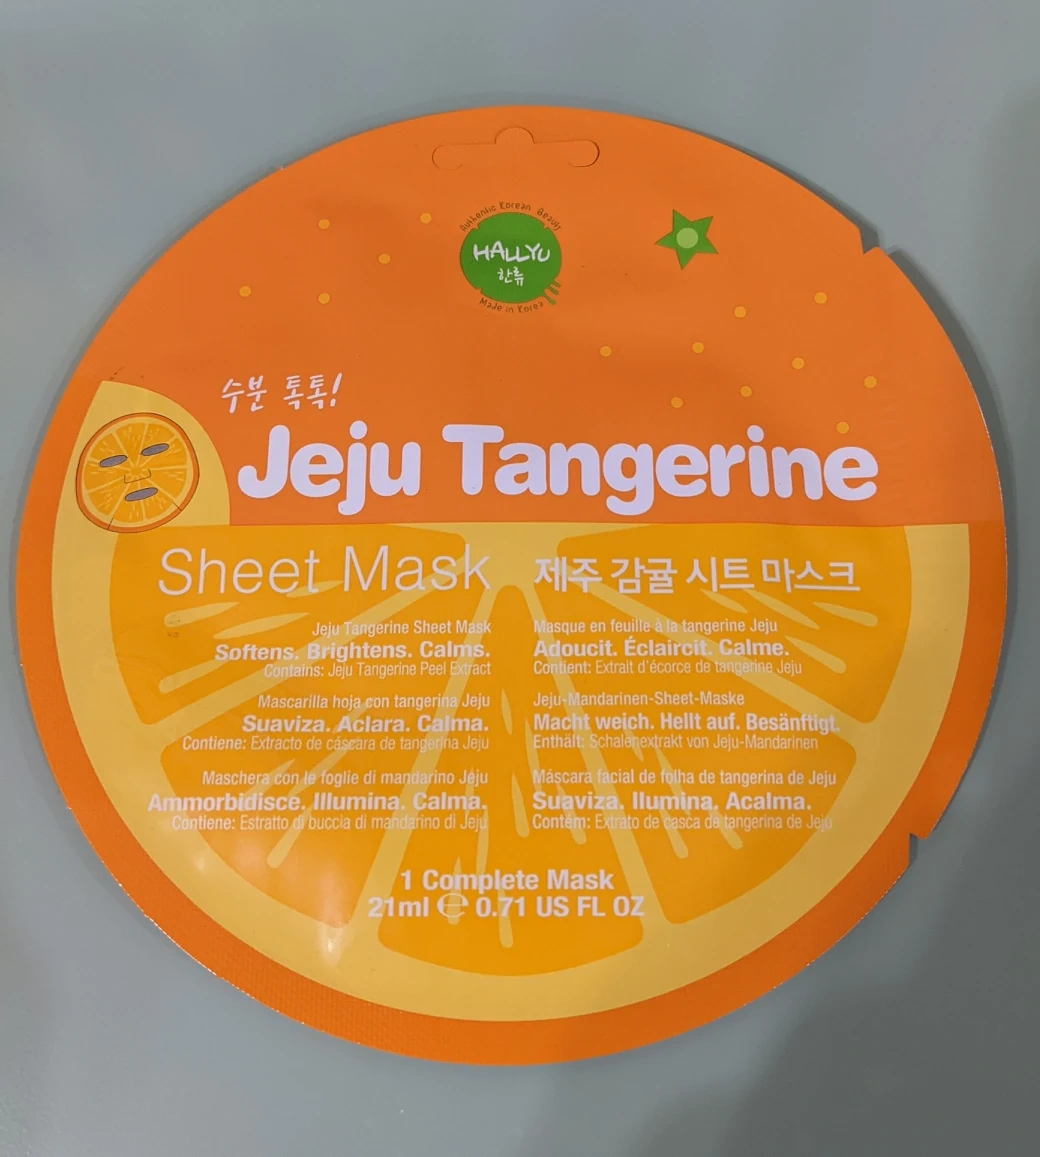 Authentic Korean Beauty
HALLYU
한류
Made in Korea
수분 톡톡!
Jeju Tangerine
Sheet Mask 제주 감귤 시트 마스크
Jeju Tangerine Sheet Mask
Softens. Brightens. Calms.
Contains: Jeju Tangerine Peel Extract
Masque en feuille à la tangerine Jeju
Adoucit. Éclaircit. Calme.
Contient: Extrait d'écorce de tangerine Jeju
Mascarilla hoja con tangerina Jeju
Suaviza. Aclara. Calma.
Contiene: Extracto de cáscara de tangerina Jeju
Jeju-Mandarinen-Sheet-Maske
Macht weich. Hellt auf. Besänftigt.
Enthält: Schalenextrakt von Jeju-Mandarinen
Maschera con le foglie di mandarino Jeju
Ammorbidisce. Illumina. Calma.
Contiene: Estratto di buccia di mandarino di Jeju
Máscara facial de folha de tangerina de Jeju
Suaviza. Ilumina. Acalma.
Contém: Extrato de casca de tangerina de Jeju
1 Complete Mask
21ml ℮ 0.71 US FL OZ